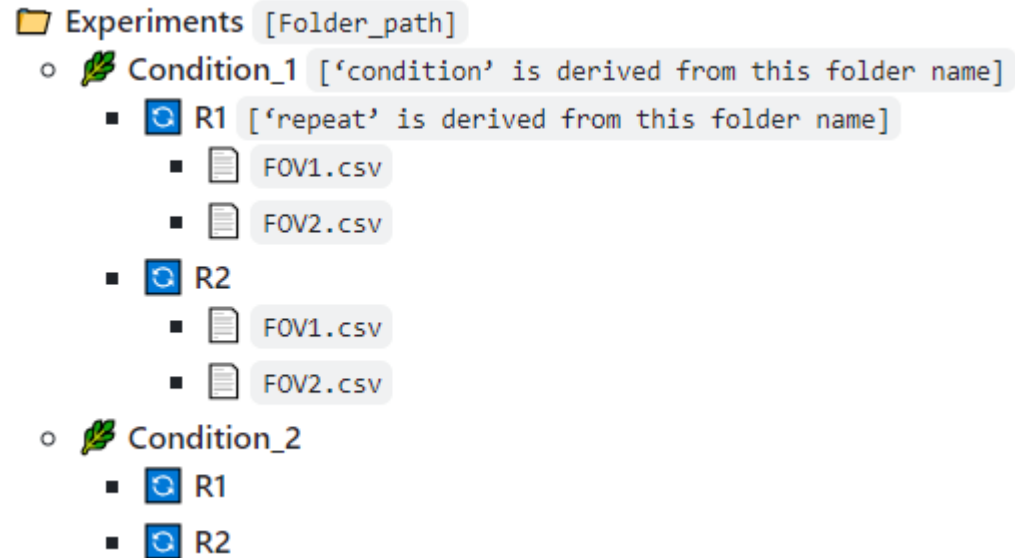 Experiments [Folder_path]
Condition_1 [‘condition’ is derived from this folder name]
R1 [‘repeat’ is derived from this folder name]
FOV1.csv
FOV2.csv
R2
FOV1.csv
FOV2.csv
Condition_2
R1
R2